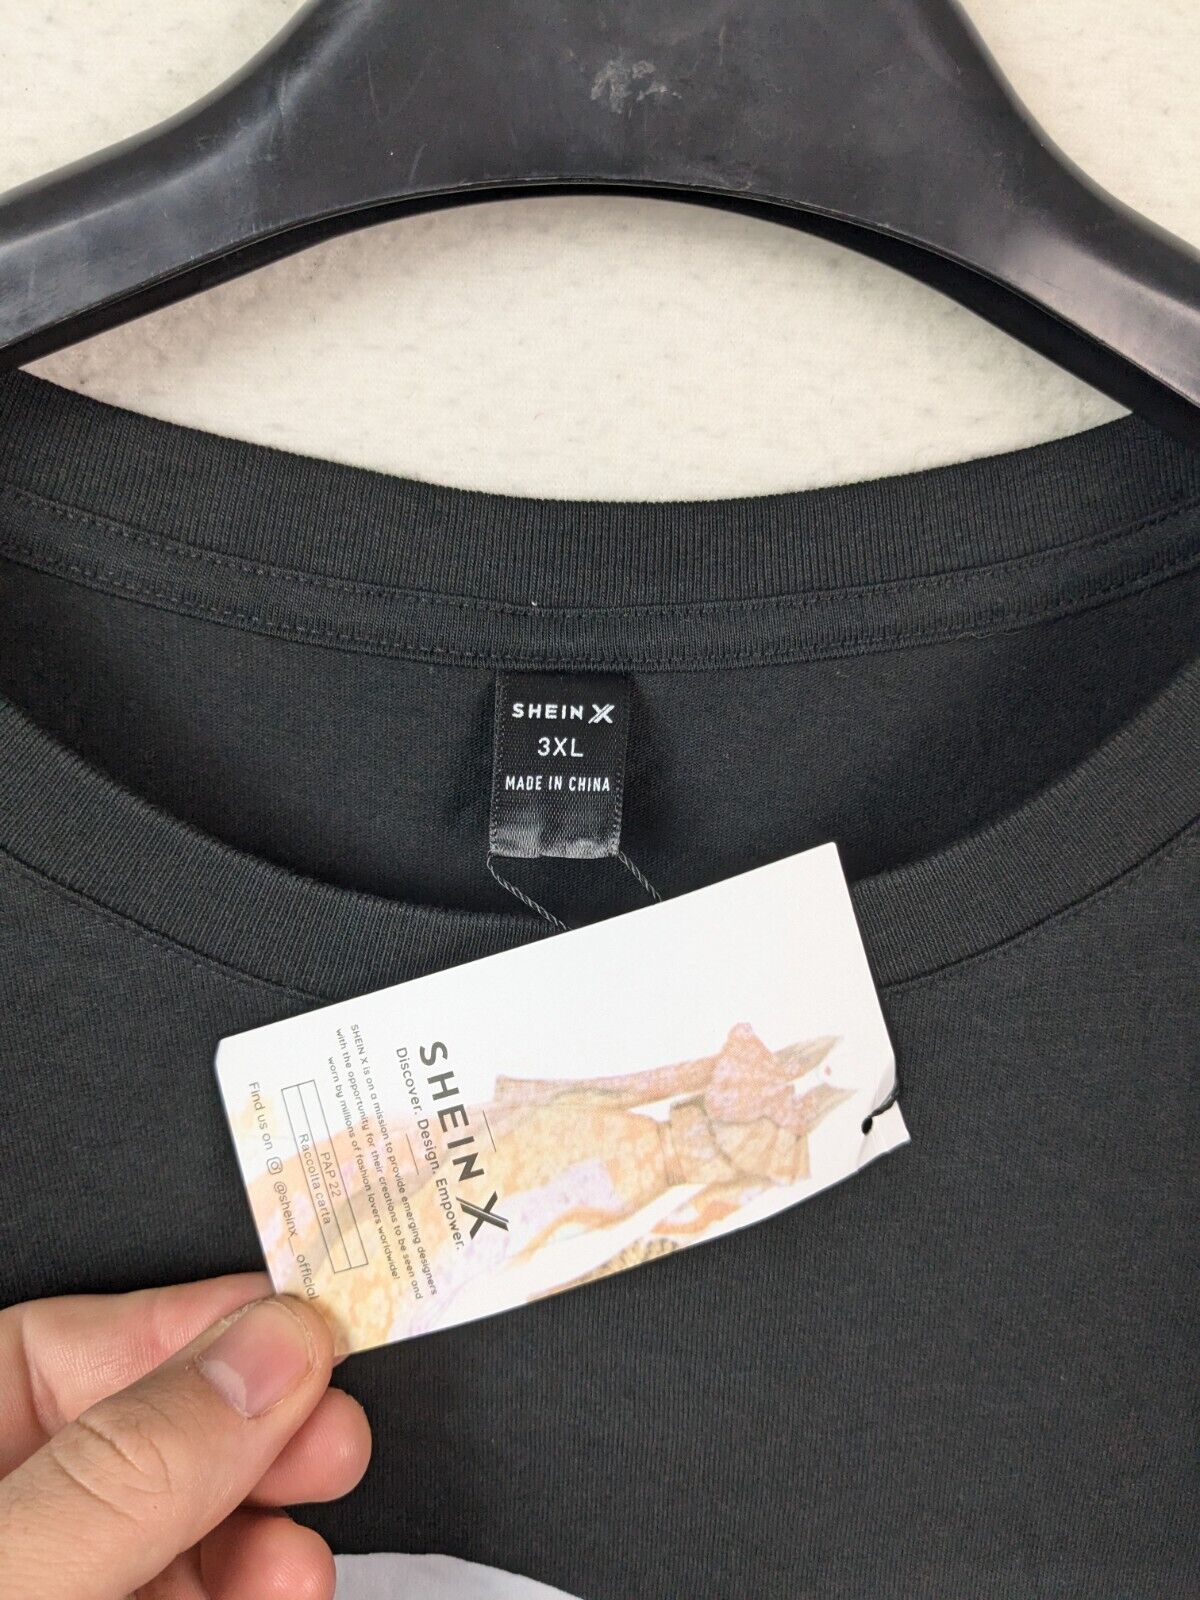 SHEIN X
3XL
MADE IN CHINA
SHEIN X
Discover. Design. Empower.
SHEIN X is on a mission to provide emerging designers
with the opportunity for their creations to be seen and
worn by millions of fashion lovers worldwide!
PAP 22
Raccolta carta
Find us on @sheinx_official